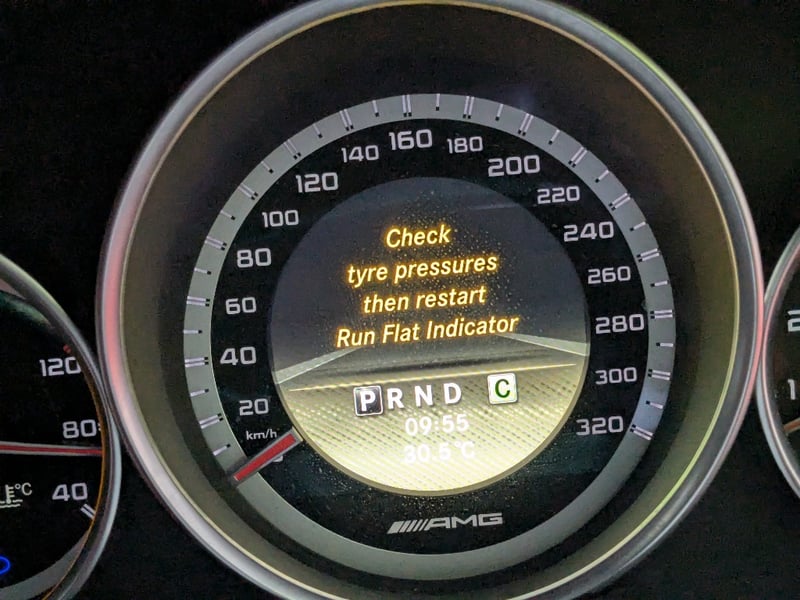 160
140
180
120
200
100
220
80
240
60
260
40
280
20
300
km/h
320
Check
tyre pressures
then restart
Run Flat Indicator
P R N D C
09:55
30.5°C
AMG
120
80
40
°C